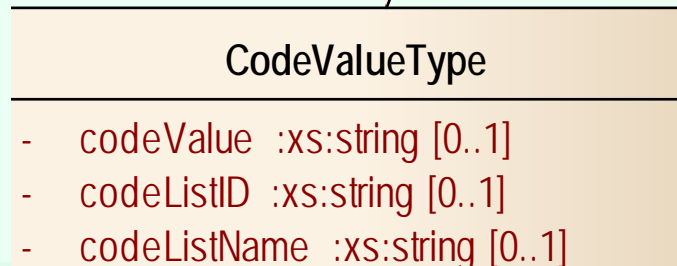 CodeValueType
- codeValue :xs:string [0..1]
- codeListID :xs:string [0..1]
- codeListName :xs:string [0..1]